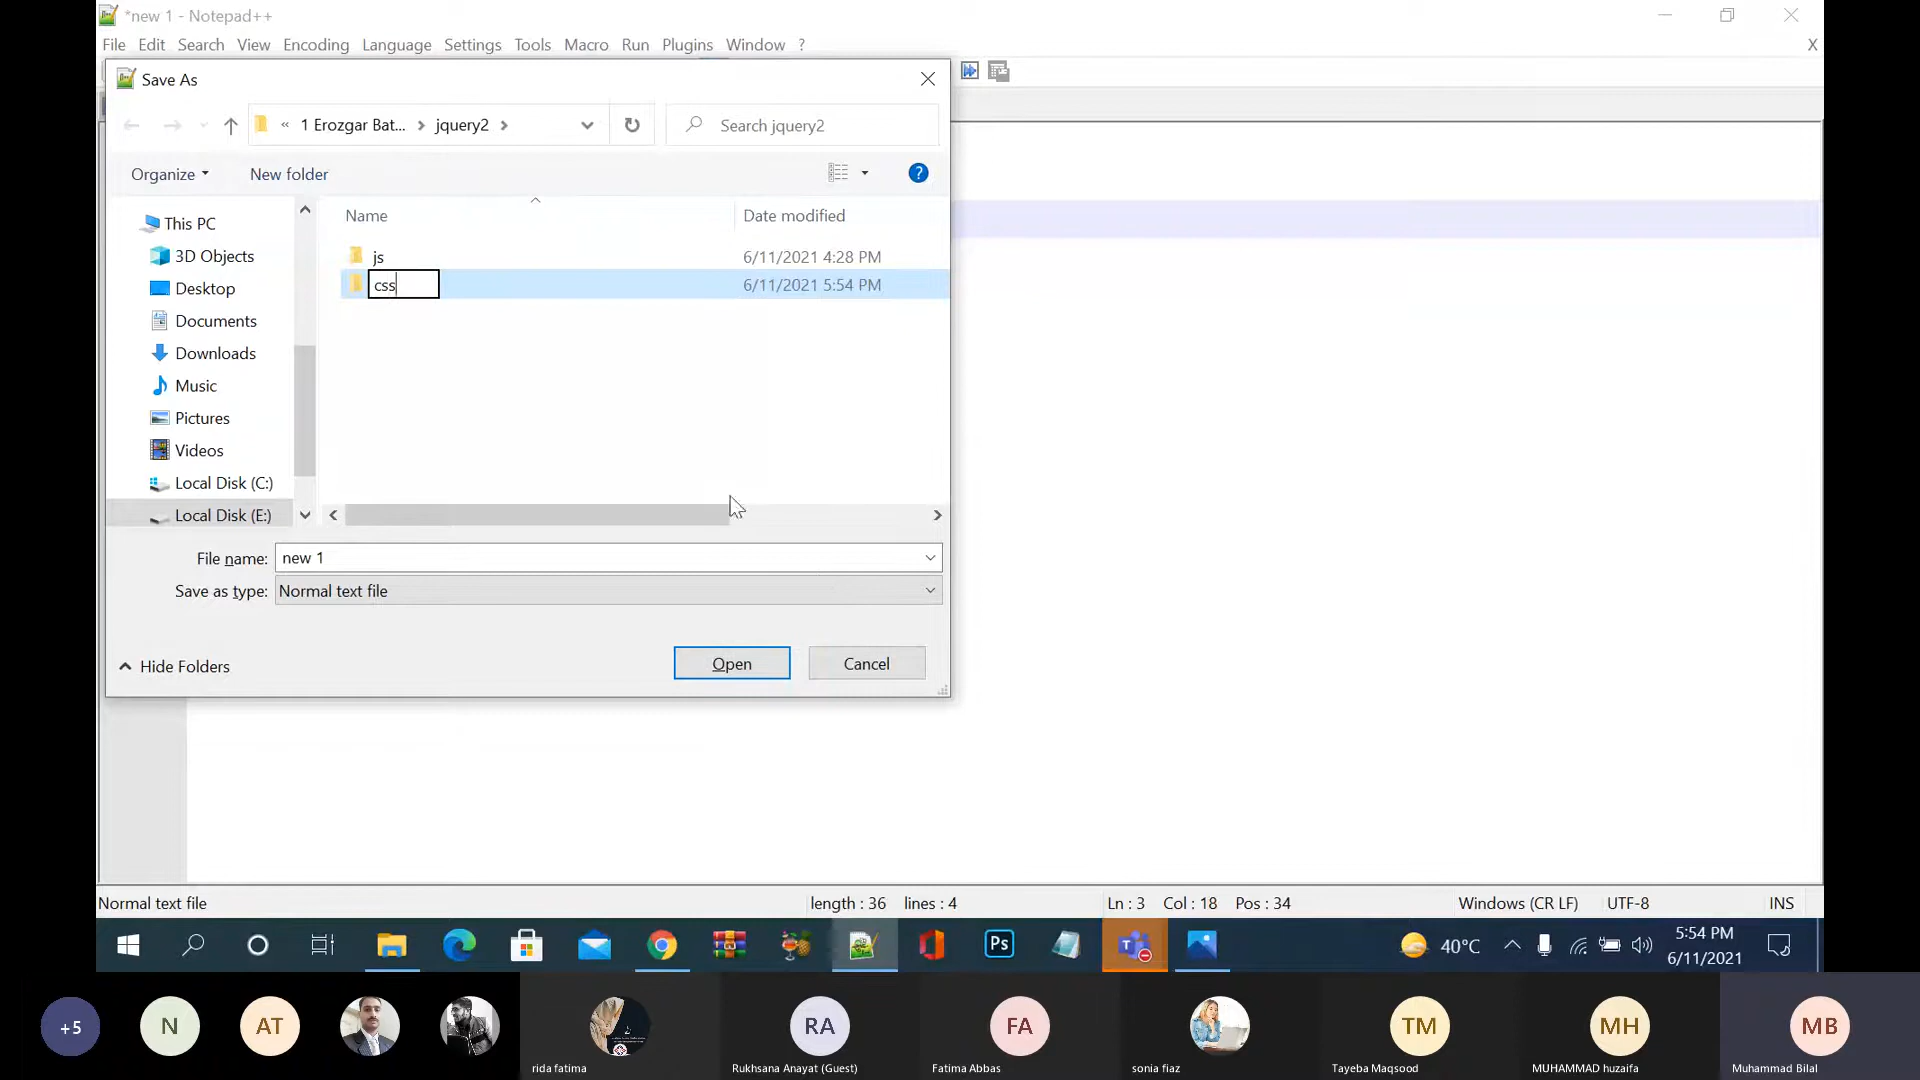 *new 1 - Notepad++
File Edit Search View Encoding Language Settings Tools Macro Run Plugins Window ? X
Save As
« 1 Erozgar Bat... › jquery2 ›
Search jquery2
Organize
New folder
?
This PC
3D Objects
Desktop
Documents
Downloads
Music
Pictures
Videos
Local Disk (C:)
Local Disk (E:)
Name Date modified
js 6/11/2021 4:28 PM
css 6/11/2021 5:54 PM
File name: new 1
Save as type: Normal text file
Hide Folders
Open Cancel
Normal text file length : 36 lines : 4 Ln : 3 Col : 18 Pos : 34 Windows (CR LF) UTF-8 INS
Ps
40°C
5:54 PM
6/11/2021
+5 N AT RA FA TM MH MB
rida fatima Rukhsana Anayat (Guest) Fatima Abbas sonia fiaz Tayeba Maqsood MUHAMMAD huzaifa Muhammad Bilal